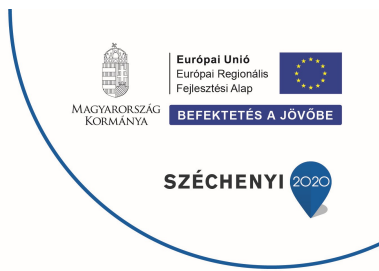 Európai Unió
Európai Regionális
Fejlesztési Alap
MAGYARORSZÁG
KORMÁNYA
BEFEKTETÉS A JÖVŐBE
SZÉCHENYI 2020